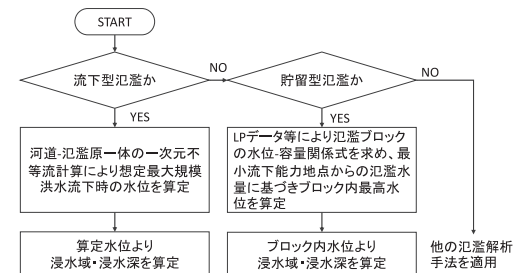 START
流下型氾濫か
NO
貯留型氾濫か
NO
YES
YES
河道-氾濫原一体の一次元不
等流計算により想定最大規模
洪水流下時の水位を算定
LPデータ等により氾濫ブロック
の水位-容量関係式を求め、最
小流下能力地点からの氾濫水
量に基づきブロック内最高水
位を算定
算定水位より
浸水域・浸水深を算定
ブロック内水位より
浸水域・浸水深を算定
他の氾濫解析
手法を適用